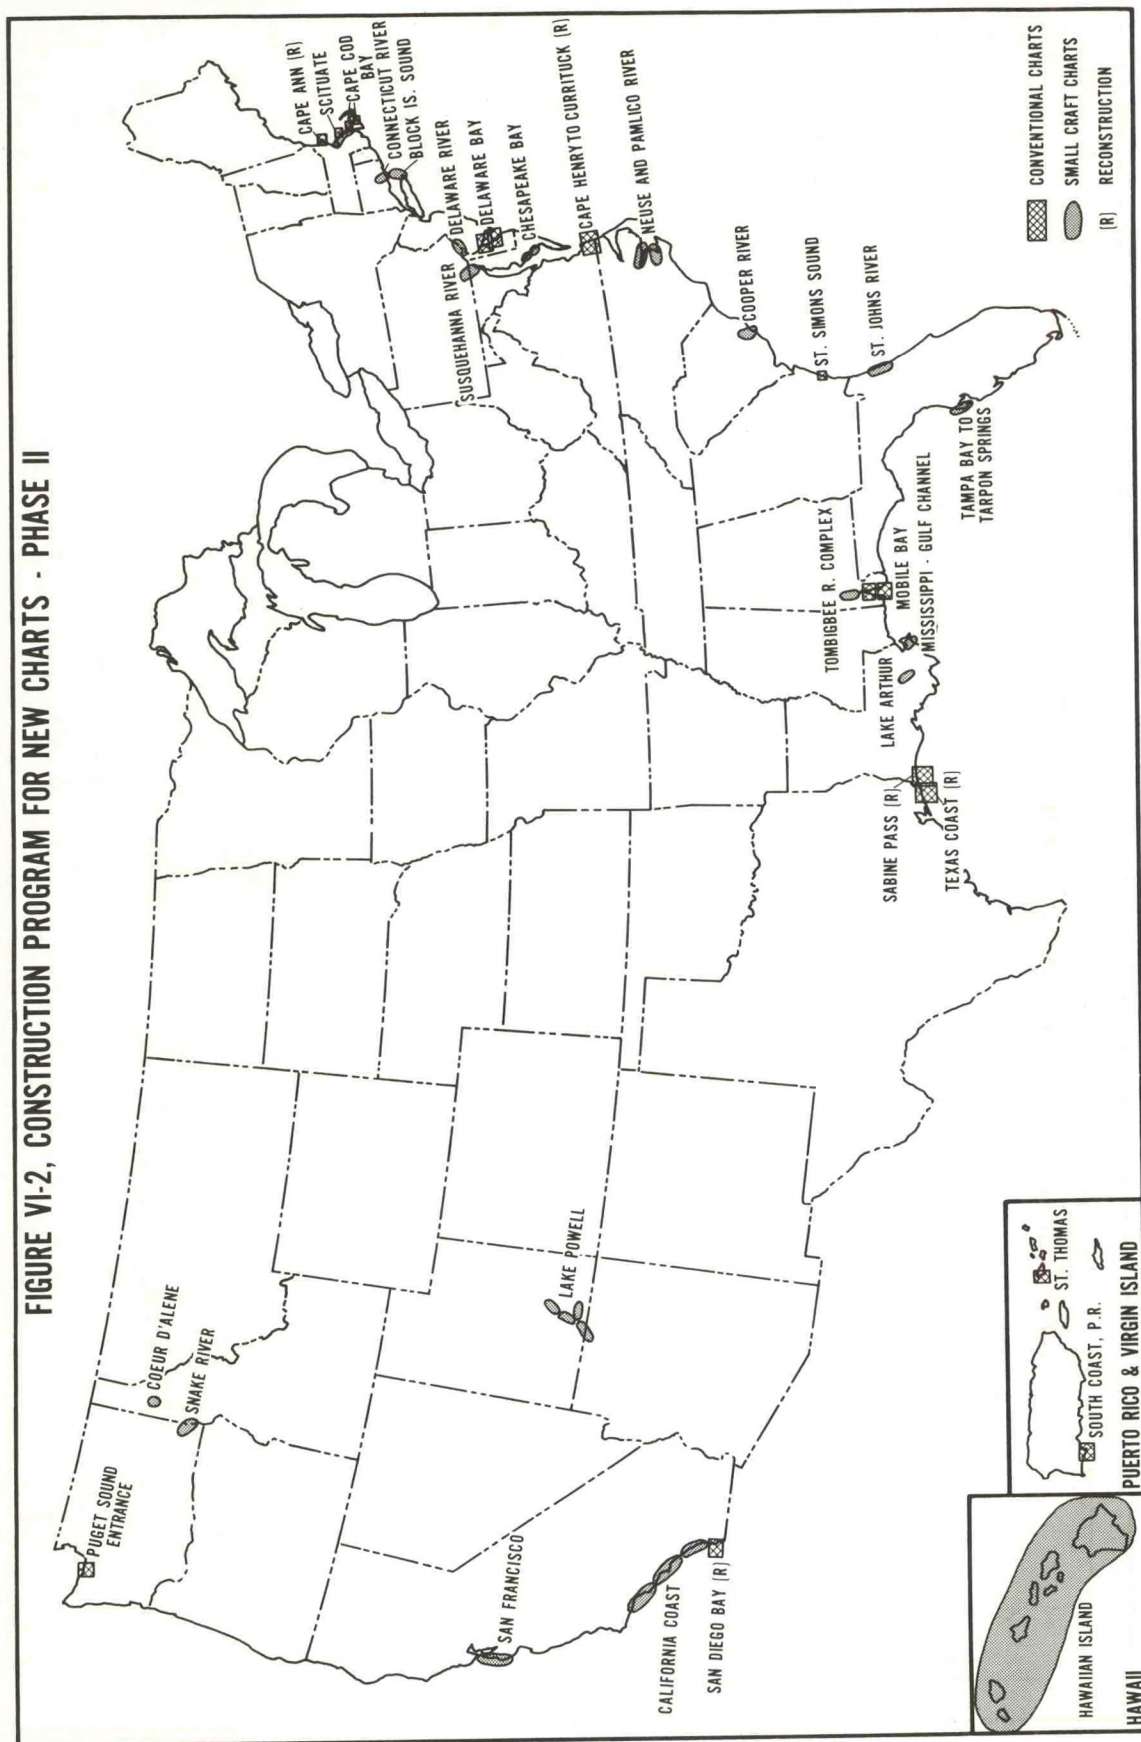 FIGURE VI-2, CONSTRUCTION PROGRAM FOR NEW CHARTS - PHASE II
PUGET SOUND
ENTRANCE
COEUR D'ALENE
SNAKE RIVER
SAN FRANCISCO
CALIFORNIA COAST
SAN DIEGO BAY (R)
LAKE POWELL
CAPE ANN (R)
SCITUATE
CAPE COD
BAY
CONNECTICUT RIVER
BLOCK IS. SOUND
SUSQUEHANNA RIVER
DELAWARE RIVER
DELAWARE BAY
CHESAPEAKE BAY
CAPE HENRY TO CURRITUCK (R)
NEUSE AND PAMLICO RIVER
COOPER RIVER
ST. SIMONS SOUND
ST. JOHNS RIVER
TAMPA BAY TO
TARPON SPRINGS
TOMBIGBEE R. COMPLEX
MOBILE BAY
MISSISSIPPI - GULF CHANNEL
LAKE ARTHUR
SABINE PASS (R)
TEXAS COAST (R)
HAWAIIAN ISLAND
HAWAII
SOUTH COAST, P.R.
ST. THOMAS
PUERTO RICO & VIRGIN ISLAND
CONVENTIONAL CHARTS
SMALL CRAFT CHARTS
(R) RECONSTRUCTION